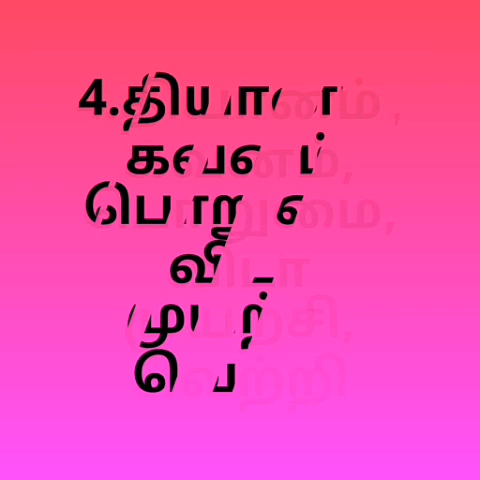 4.தியானம்,
கவனம்,
பொறுமை,
விடா
முயற்சி,
வெற்றி